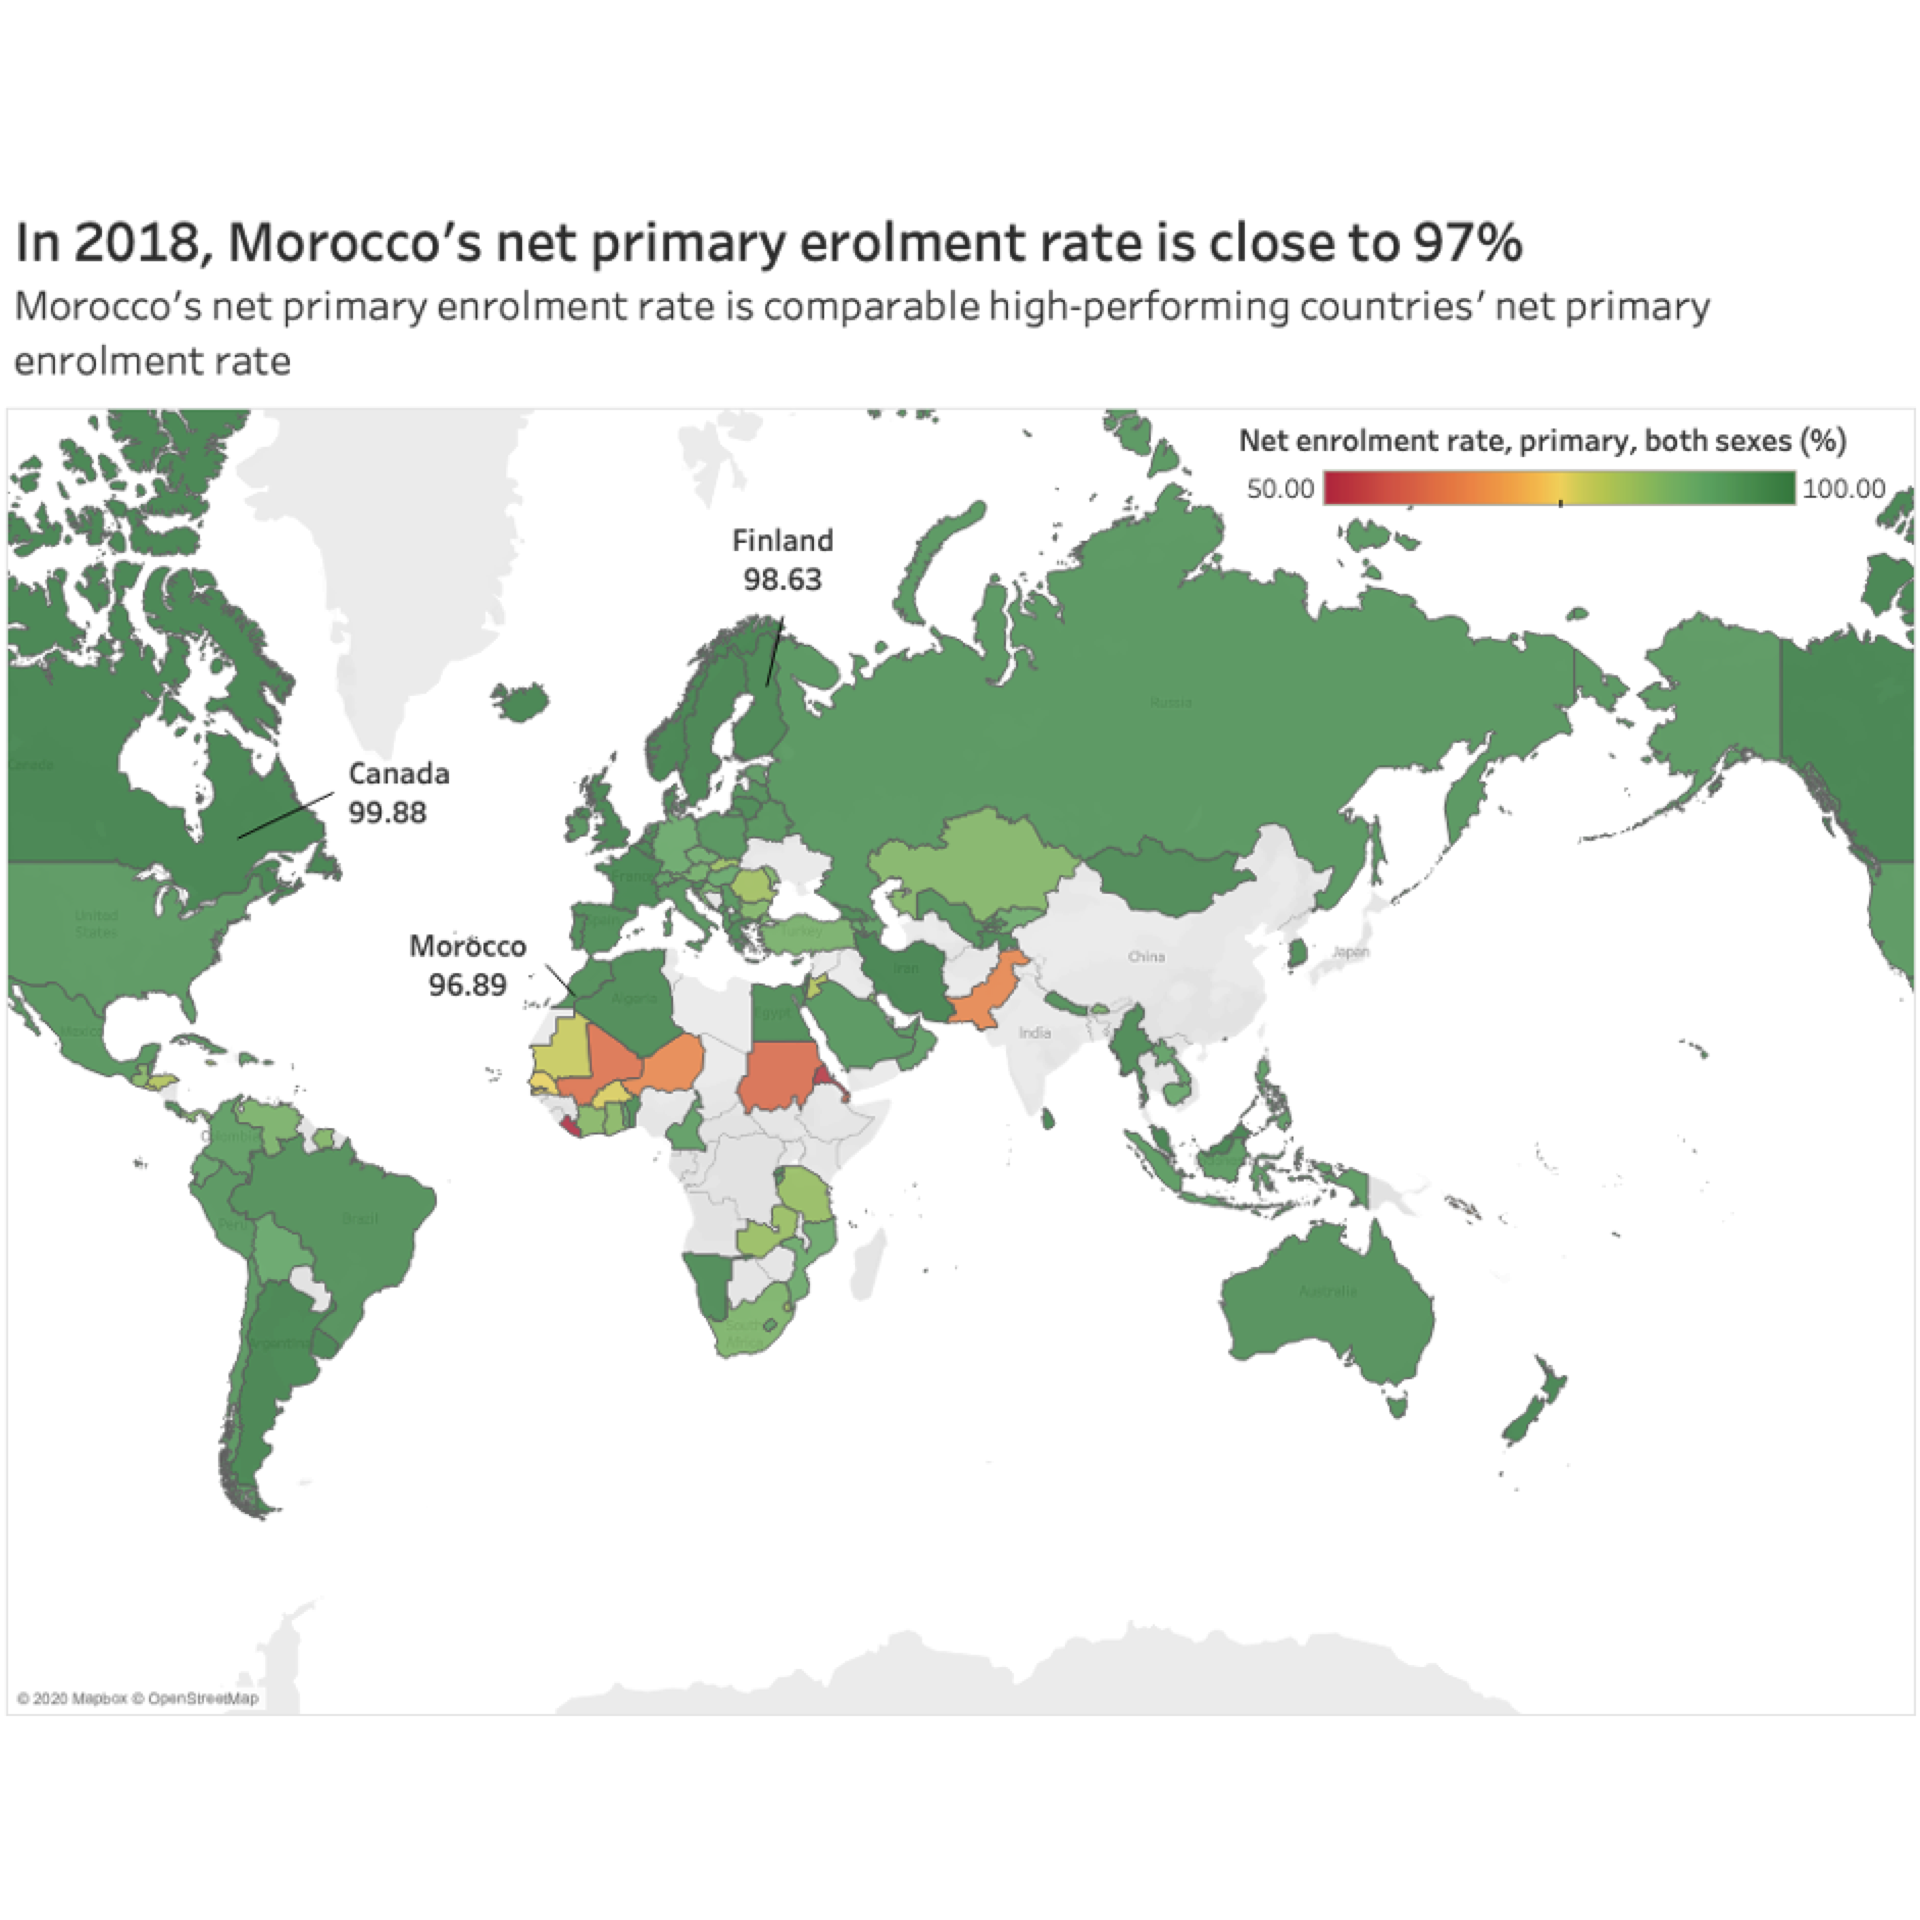 In 2018, Morocco's net primary erolment rate is close to 97%
Morocco's net primary enrolment rate is comparable high-performing countries' net primary
enrolment rate
Net enrolment rate, primary, both sexes (%)
50.00
100.00
Finland
98.63
Russia
Canada
Canada
99.88
France
United
States
Spain
Turkey
Morocco
96.89
China
Japan
Iran
Algeria
Egypt
Mexico
India
Colombia
Peru
Brazil
Australia
South
Africa
Argentina
© 2020 Mapbox © OpenStreetMap